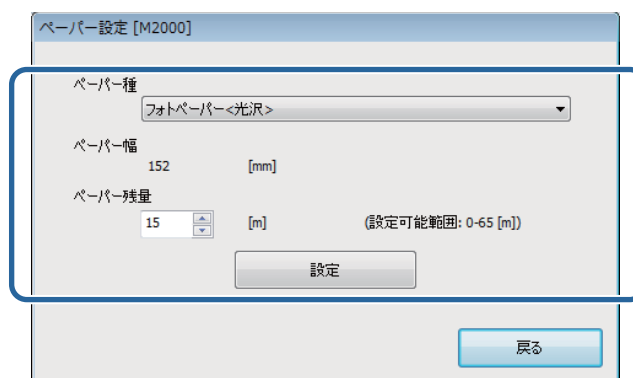 ペーパー設定 [M2000]
ペーパー種
フォトペーパー<光沢>
ペーパー幅
152 [mm]
ペーパー残量
15 [m] (設定可能範囲: 0-65 [m])
設定
戻る